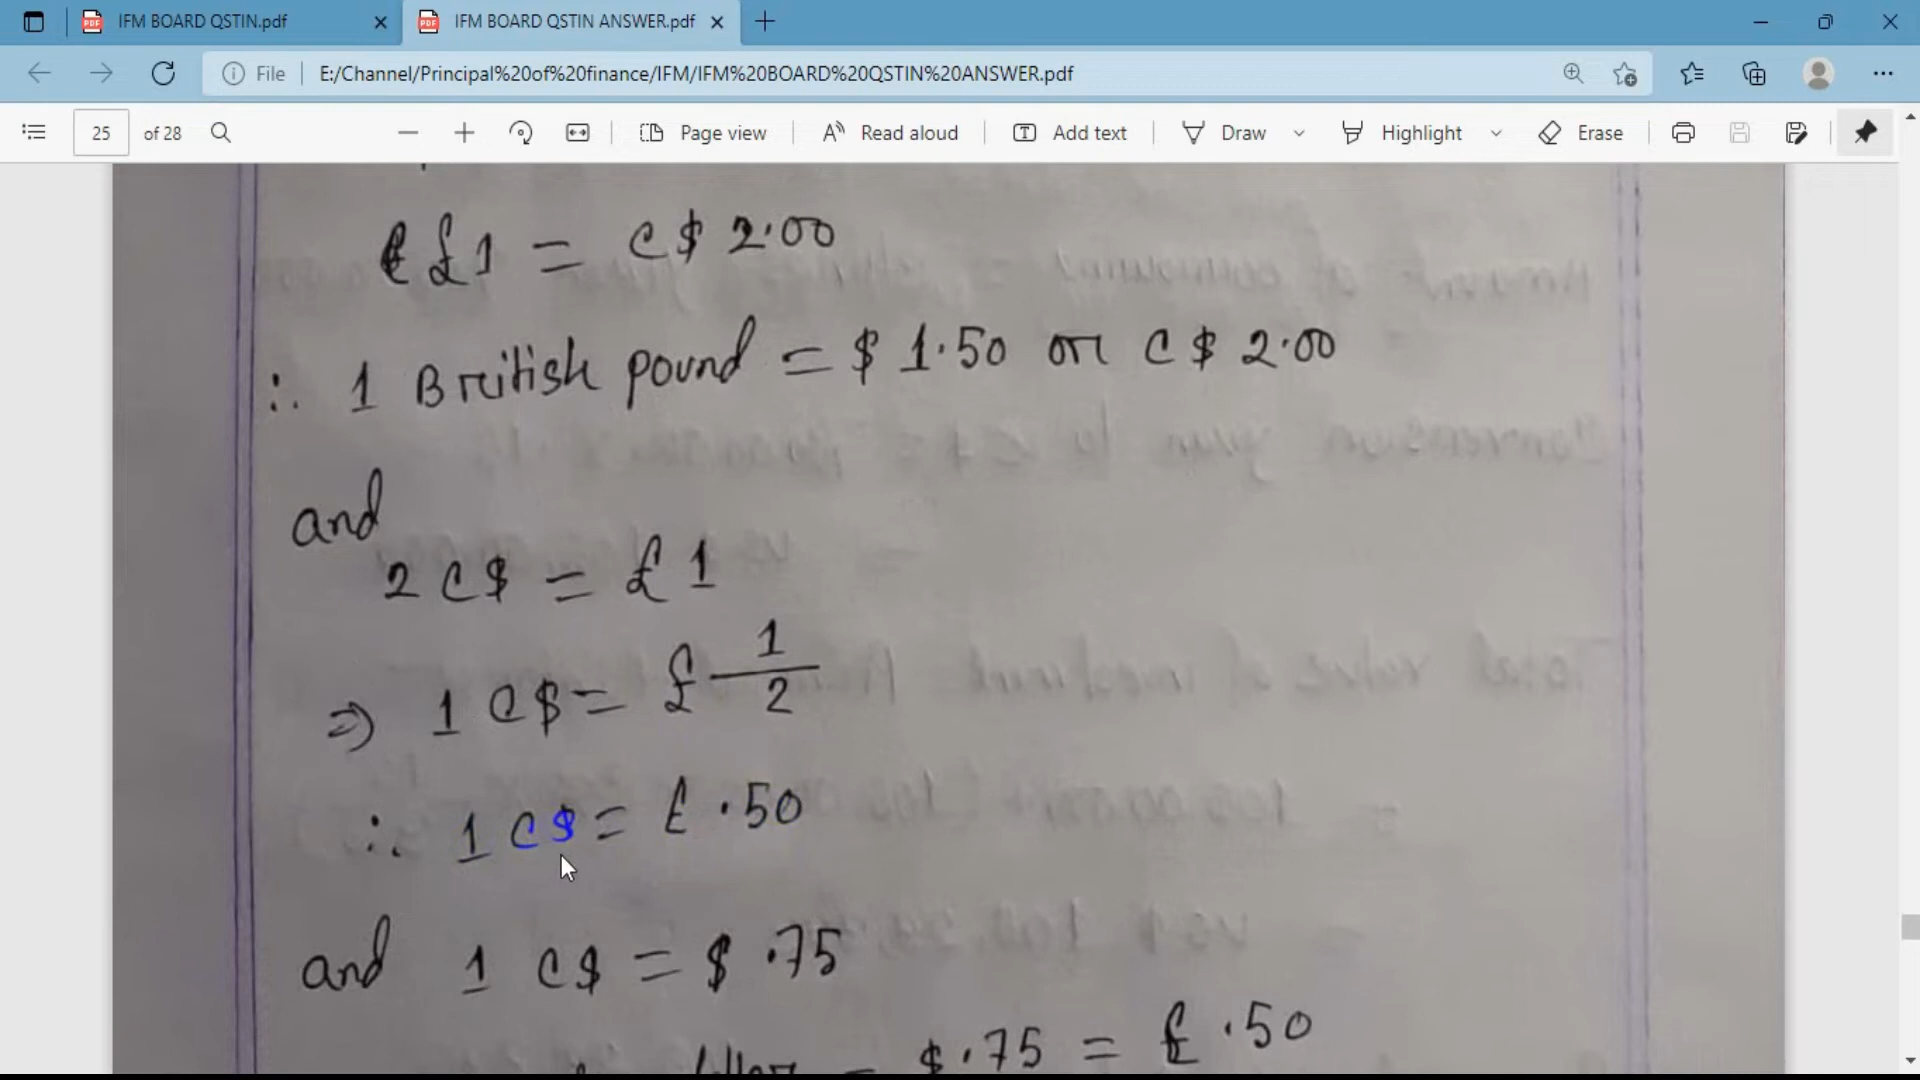 IFM BOARD QSTIN.pdf
IFM BOARD QSTIN ANSWER.pdf
File
E:/Channel/Principal%20of%20finance/IFM/IFM%20BOARD%20QSTIN%20ANSWER.pdf
25 of 28
Page view
Read aloud
Add text
Draw
Highlight
Erase
£1 = C$ 2.00
∴ 1 British pound = $ 1.50 or C$ 2.00
and
2 C$ = £1
⇒ 1 C$ = £ 1/2
∴ 1 C$ = £ .50
and 1 C$ = $ .75
= $.75 = £ .50